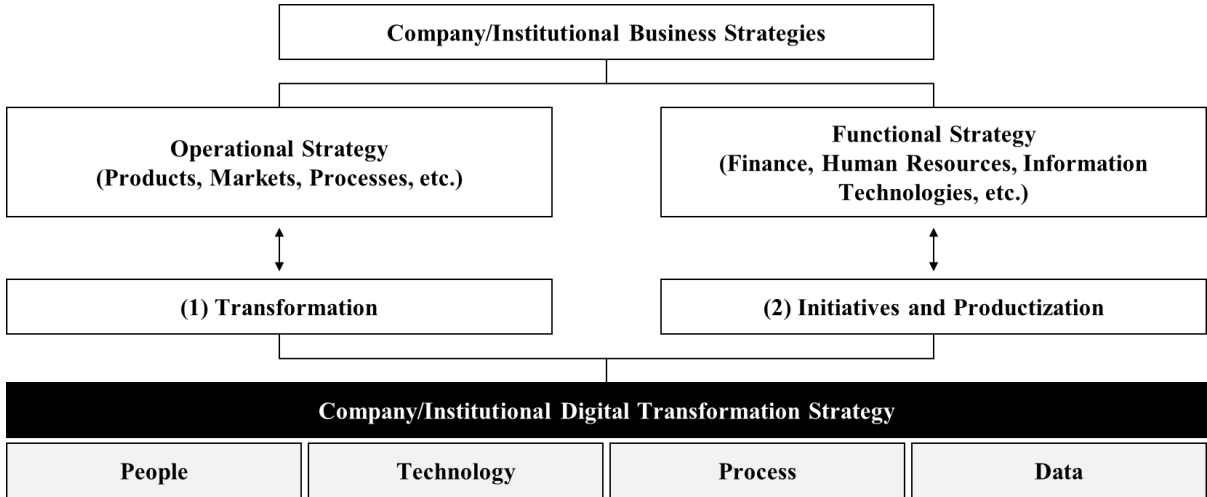 Company/Institutional Business Strategies
Operational Strategy
(Products, Markets, Processes, etc.)
Functional Strategy
(Finance, Human Resources, Information
Technologies, etc.)
(1) Transformation
(2) Initiatives and Productization
Company/Institutional Digital Transformation Strategy
People
Technology
Process
Data